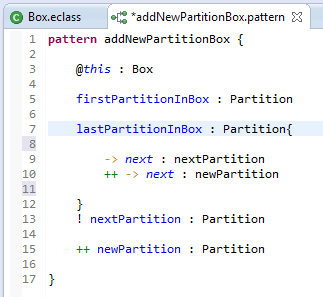 Box.eclass
*addNewPartitionBox.pattern
1 pattern addNewPartitionBox {
2
3 @this : Box
4
5 firstPartitionInBox : Partition
6
7 lastPartitionInBox : Partition{
8
9 -> next : nextPartition
10 ++ -> next : newPartition
11
12 }
13 ! nextPartition : Partition
14
15 ++ newPartition : Partition
16
17 }